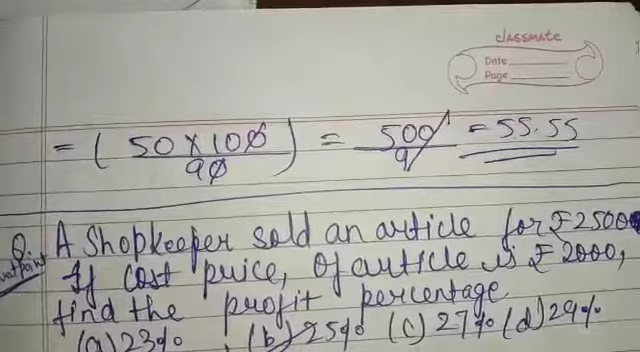 classmate
Date
Page
= ( 50 X 100 / 90 ) = 500 / 9 = 55.55
Q. A Shopkeeper sold an article for ₹2500
If cost price, of article is ₹ 2000,
find the profit percentage
(a) 23% (b) 25% (c) 27% (d) 29%